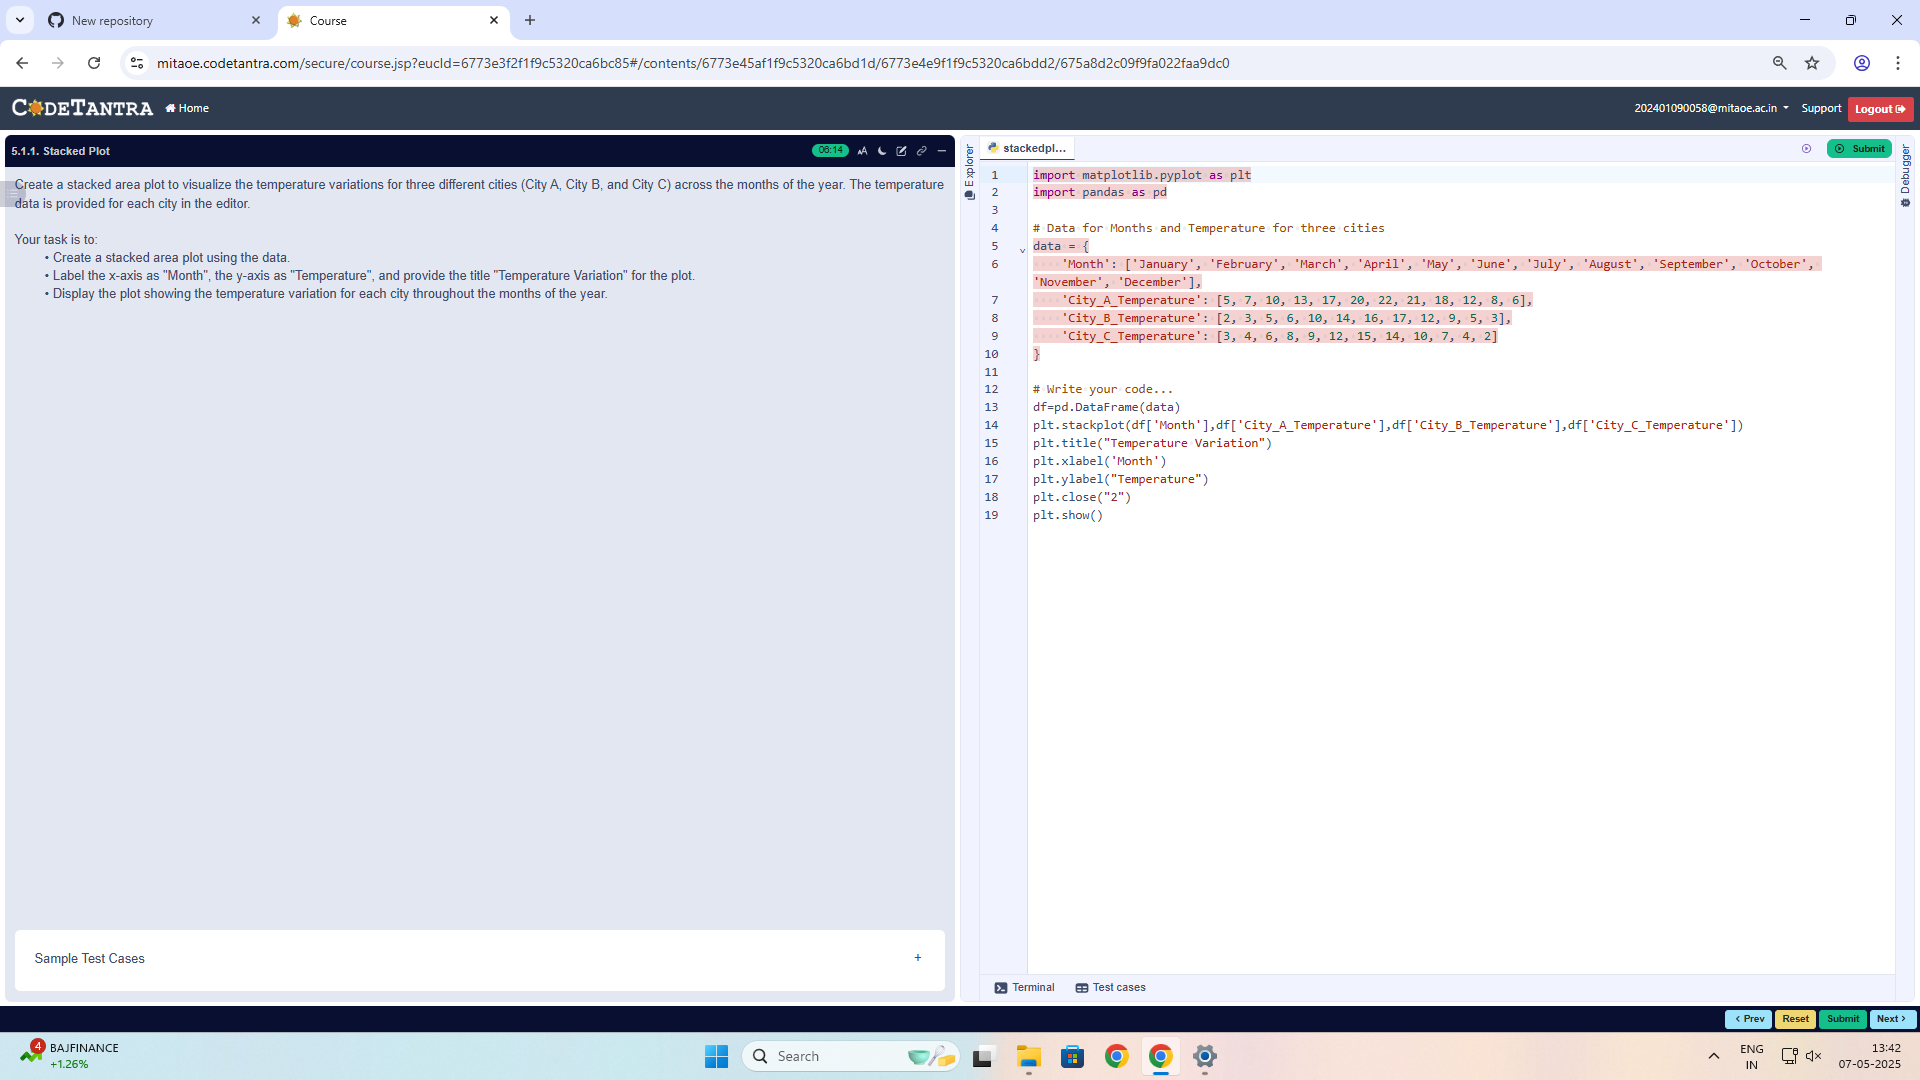 New repository
Course
mitaoe.codetantra.com/secure/course.jsp?eucId=6773e3f2f1f9c5320ca6bc85#/contents/6773e45af1f9c5320ca6bd1d/6773e4e9f1f9c5320ca6bdd2/675a8d2c09f9fa022faa9dc0
CODETANTRA
Home
202401090058@mitaoe.ac.in
Support
Logout
5.1.1. Stacked Plot
06:14
AA
Create a stacked area plot to visualize the temperature variations for three different cities (City A, City B, and City C) across the months of the year. The temperature
data is provided for each city in the editor.
Your task is to:
• Create a stacked area plot using the data.
• Label the x-axis as "Month", the y-axis as "Temperature", and provide the title "Temperature Variation" for the plot.
• Display the plot showing the temperature variation for each city throughout the months of the year.
Sample Test Cases
+
Explorer
stackedpl...
Submit
Debugger
1 import matplotlib.pyplot as plt
2 import pandas as pd
3
4 # Data for Months and Temperature for three cities
5 data = {
6 'Month': ['January', 'February', 'March', 'April', 'May', 'June', 'July', 'August', 'September', 'October',
'November', 'December'],
7 'City_A_Temperature': [5, 7, 10, 13, 17, 20, 22, 21, 18, 12, 8, 6],
8 'City_B_Temperature': [2, 3, 5, 6, 10, 14, 16, 17, 12, 9, 5, 3],
9 'City_C_Temperature': [3, 4, 6, 8, 9, 12, 15, 14, 10, 7, 4, 2]
10 }
11
12 # Write your code...
13 df=pd.DataFrame(data)
14 plt.stackplot(df['Month'],df['City_A_Temperature'],df['City_B_Temperature'],df['City_C_Temperature'])
15 plt.title("Temperature Variation")
16 plt.xlabel('Month')
17 plt.ylabel("Temperature")
18 plt.close("2")
19 plt.show()
Terminal
Test cases
< Prev
Reset
Submit
Next >
4
BAJFINANCE
+1.26%
Search
ENG
IN
13:42
07-05-2025